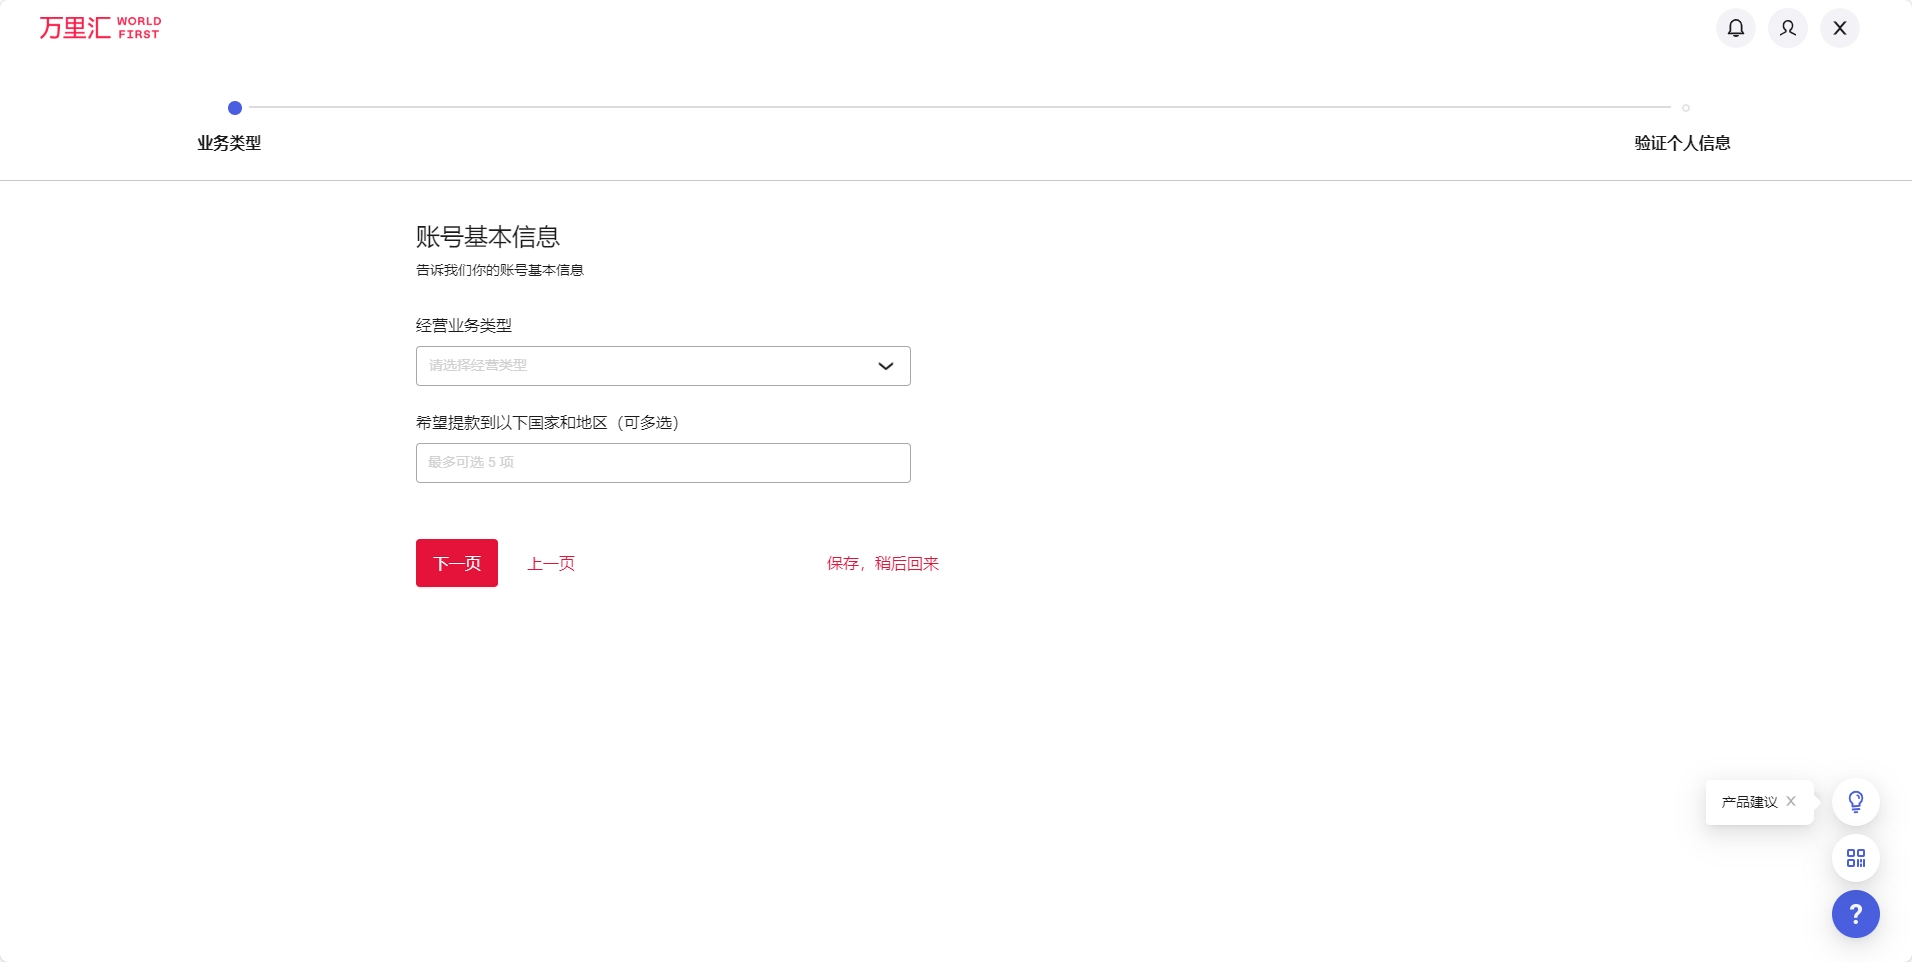 万里汇 WORLD FIRST
业务类型
验证个人信息
账号基本信息
告诉我们你的账号基本信息
经营业务类型
请选择经营类型
希望提款到以下国家和地区（可多选）
最多可选 5 项
下一页
上一页
保存，稍后回来
产品建议 X
?